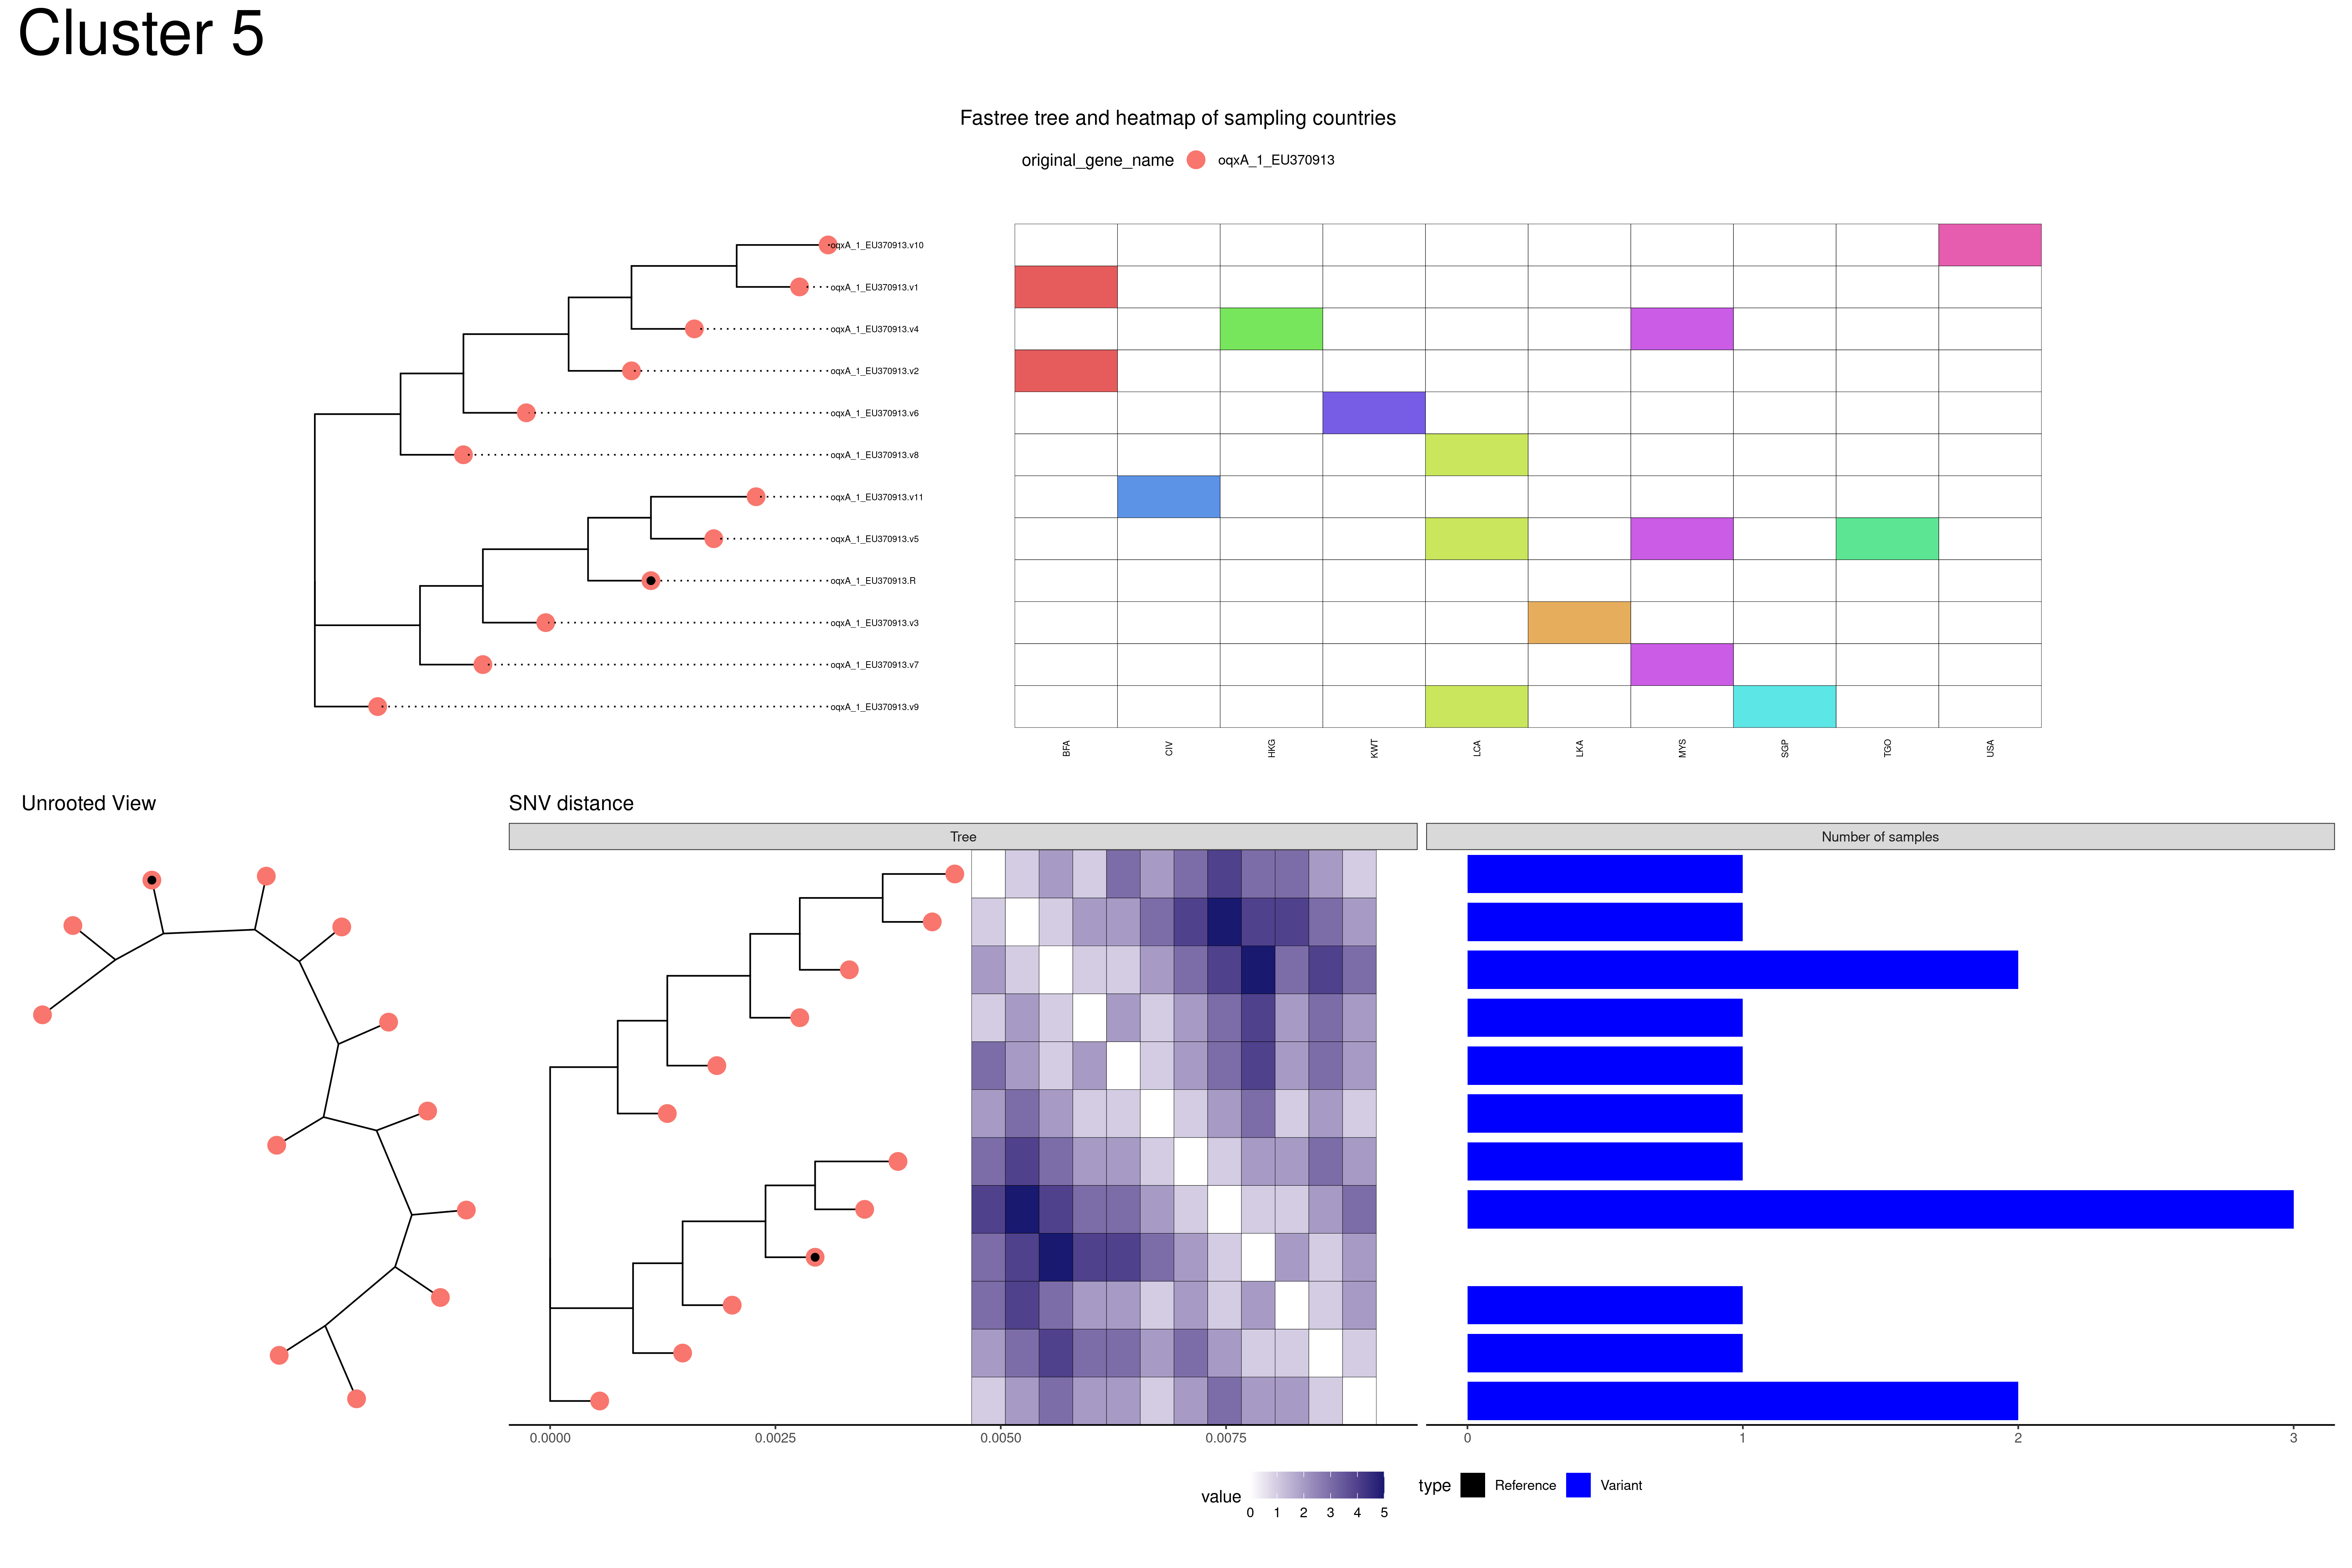 Cluster 5
Fastree tree and heatmap of sampling countries
original_gene_name oqxA_1_EU370913
oqxA_1_EU370913.v10
oqxA_1_EU370913.v1
oqxA_1_EU370913.v4
oqxA_1_EU370913.v2
oqxA_1_EU370913.v6
oqxA_1_EU370913.v8
oqxA_1_EU370913.v11
oqxA_1_EU370913.v5
oqxA_1_EU370913.R
oqxA_1_EU370913.v3
oqxA_1_EU370913.v7
oqxA_1_EU370913.v9
BFA CIV HKG KWT LCA LKA MYS SGP TGO USA
Unrooted View
SNV distance
Tree Number of samples
0.0000 0.0025 0.0050 0.0075 0 1 2 3
value 0 1 2 3 4 5
type Reference Variant